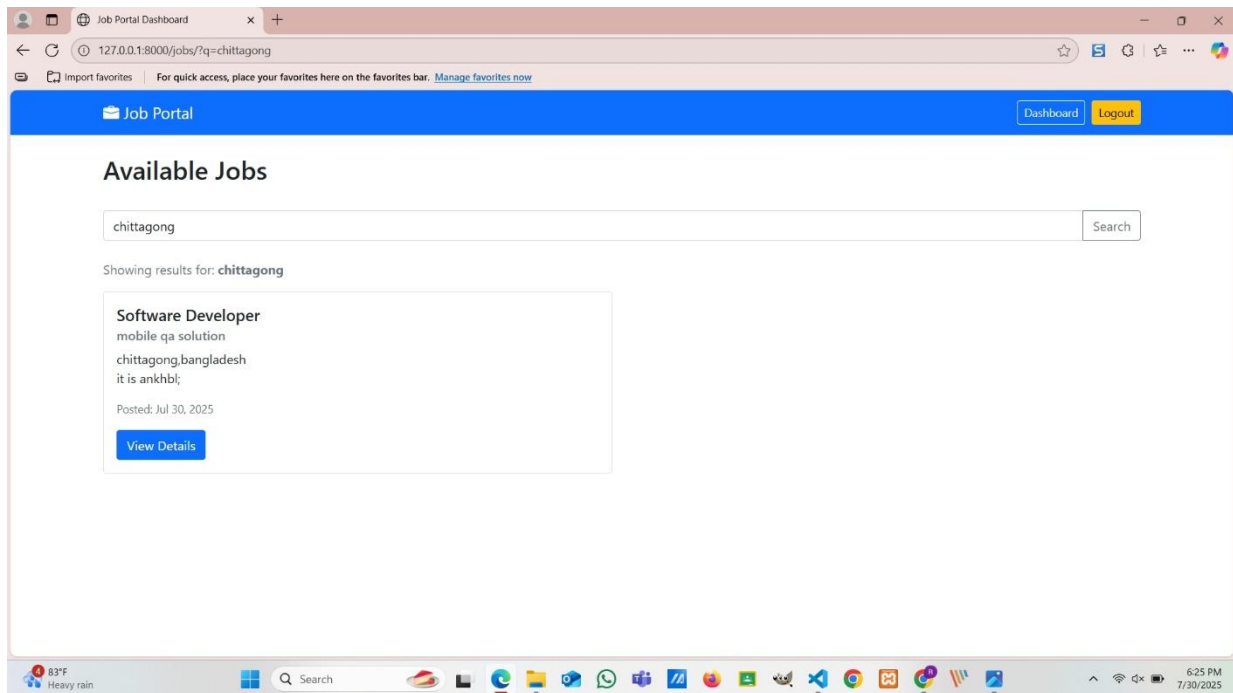 Job Portal Dashboard
127.0.0.1:8000/jobs/?q=chittagong
Import favorites
For quick access, place your favorites here on the favorites bar. Manage favorites now
Job Portal
Dashboard
Logout
Available Jobs
chittagong
Search
Showing results for: chittagong
Software Developer
mobile qa solution
chittagong,bangladesh
it is ankhbl;
Posted: Jul 30, 2025
View Details
4
83°F
Heavy rain
Search
6:25 PM
7/30/2025